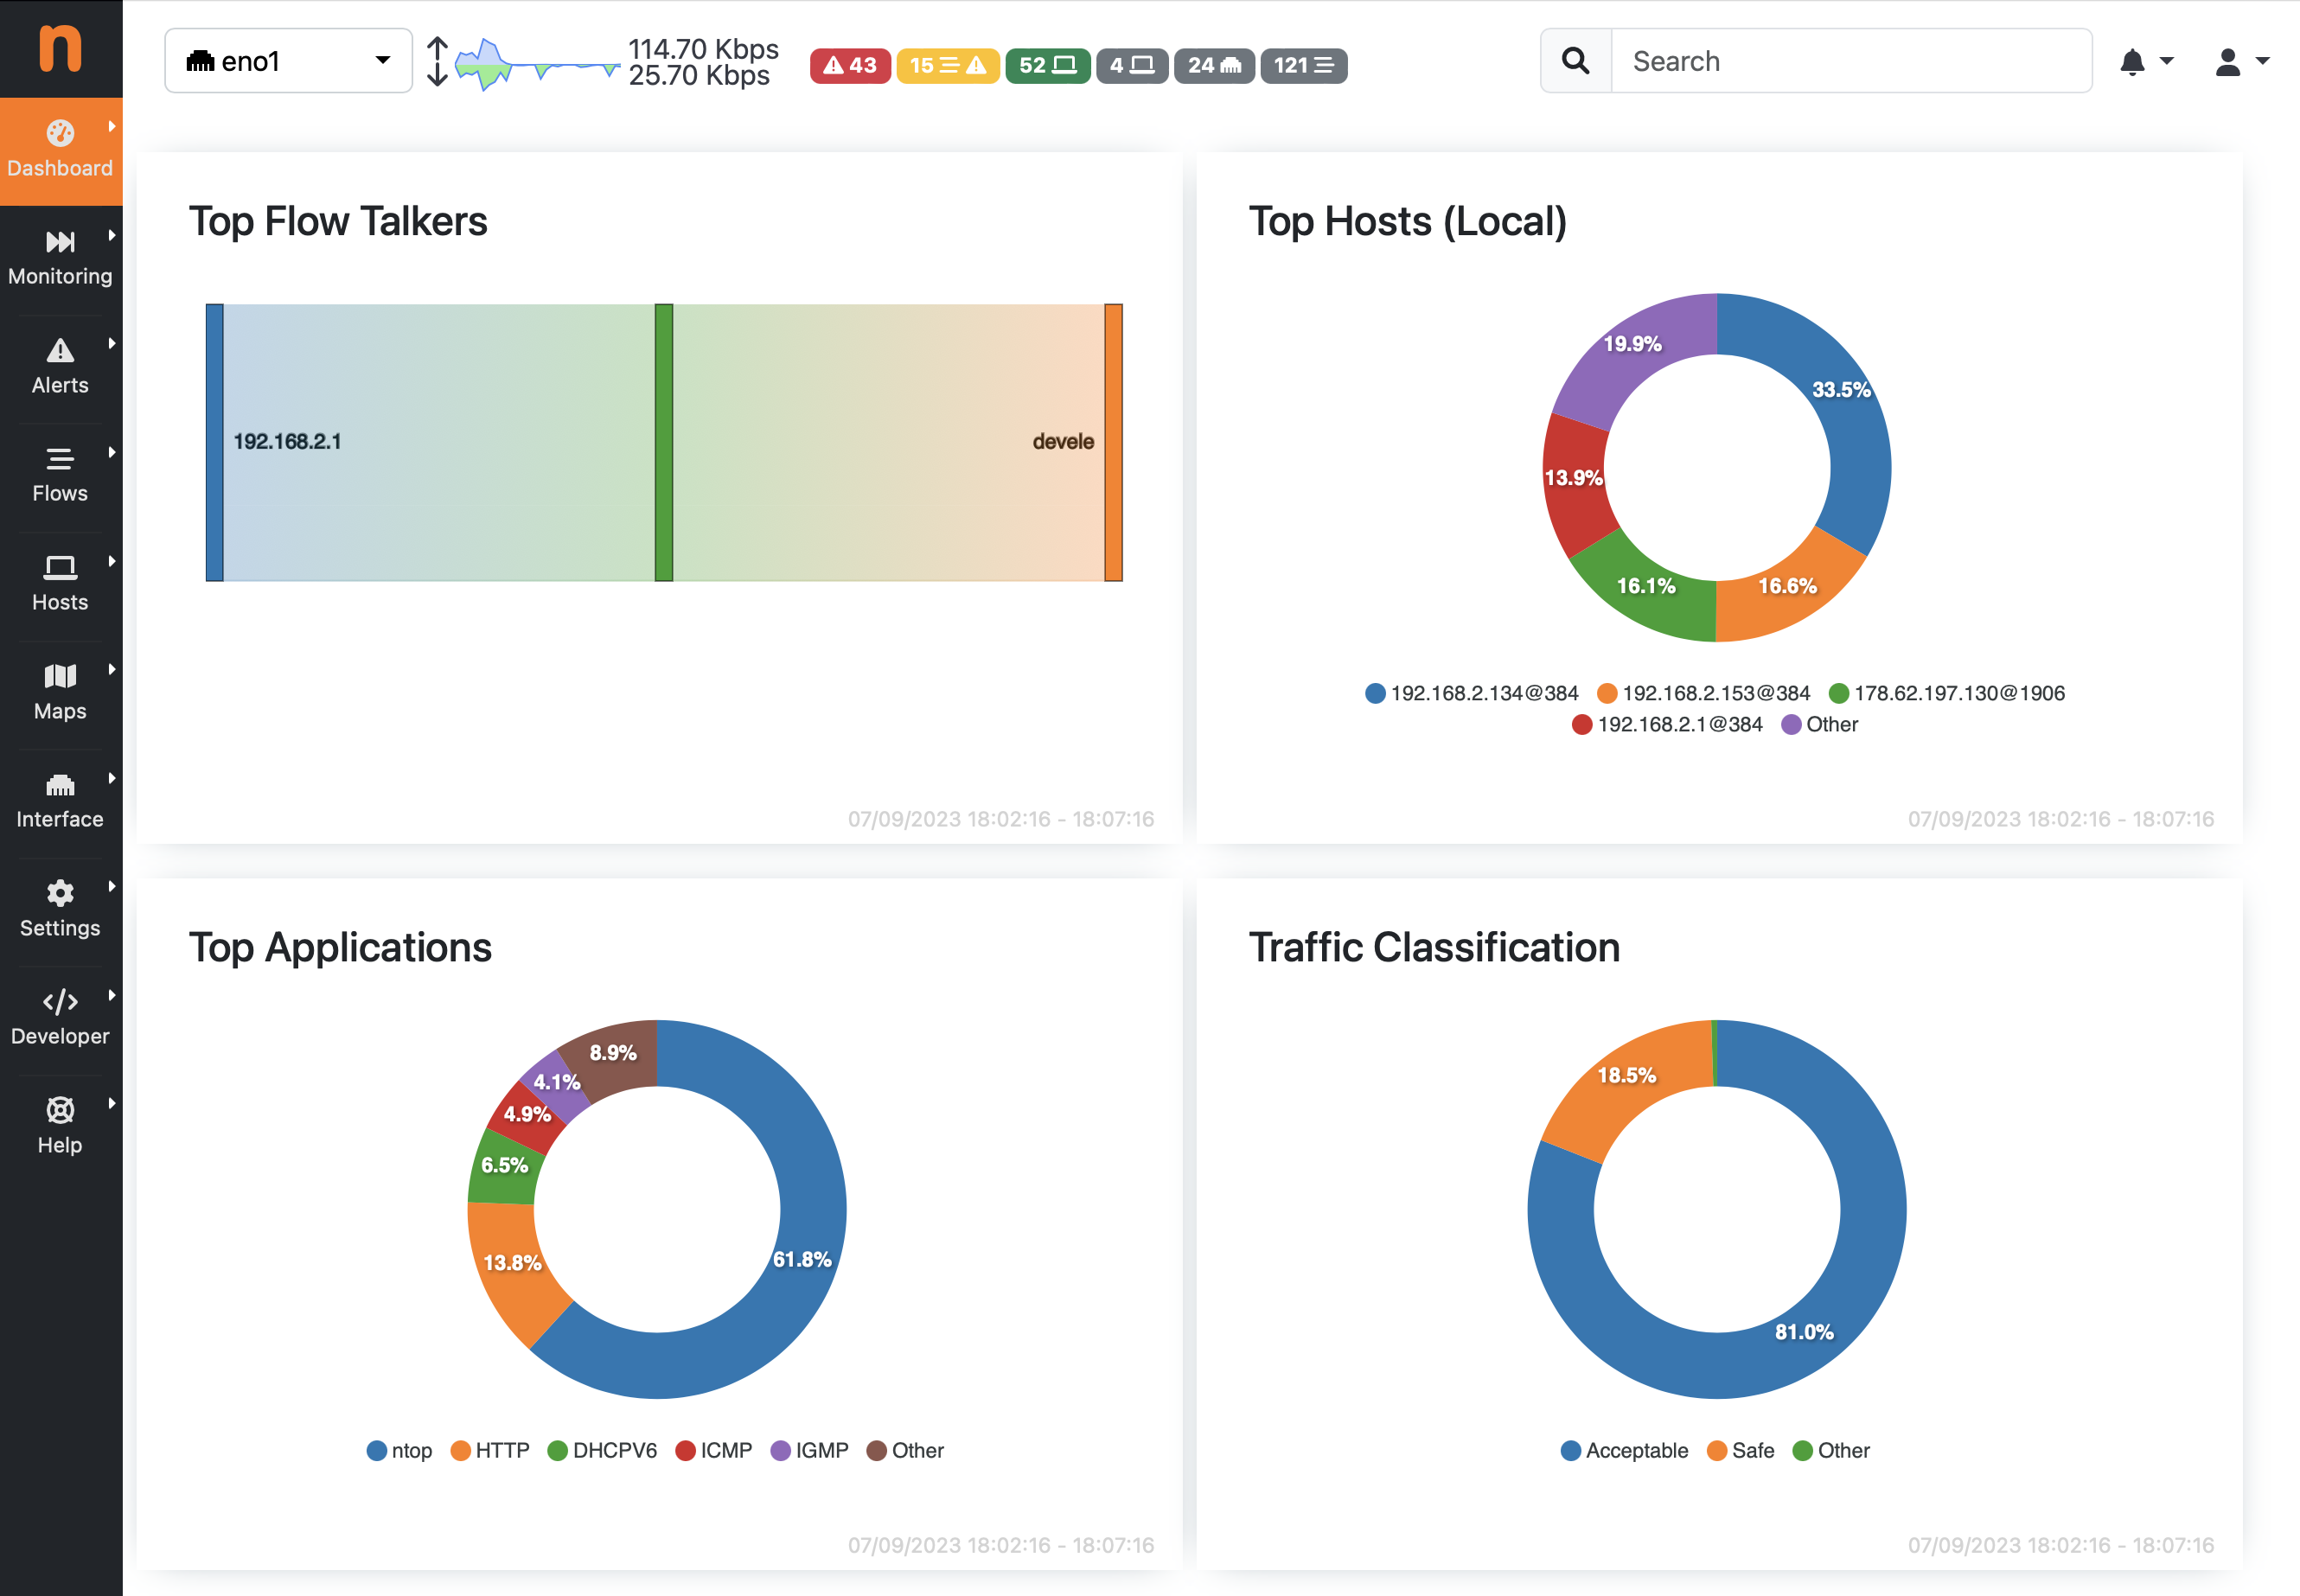 n
eno1
114.70 Kbps
25.70 Kbps
43
15
52
4
24
121
Search
Dashboard
Monitoring
Alerts
Flows
Hosts
Maps
Interface
Settings
Developer
Help
Top Flow Talkers
192.168.2.1
devele
07/09/2023 18:02:16 - 18:07:16
Top Hosts (Local)
19.9%
33.5%
13.9%
16.1%
16.6%
192.168.2.134@384 192.168.2.153@384 178.62.197.130@1906
192.168.2.1@384 Other
07/09/2023 18:02:16 - 18:07:16
Top Applications
8.9%
4.1%
4.9%
6.5%
13.8%
61.8%
ntop HTTP DHCPV6 ICMP IGMP Other
07/09/2023 18:02:16 - 18:07:16
Traffic Classification
18.5%
81.0%
Acceptable Safe Other
07/09/2023 18:02:16 - 18:07:16